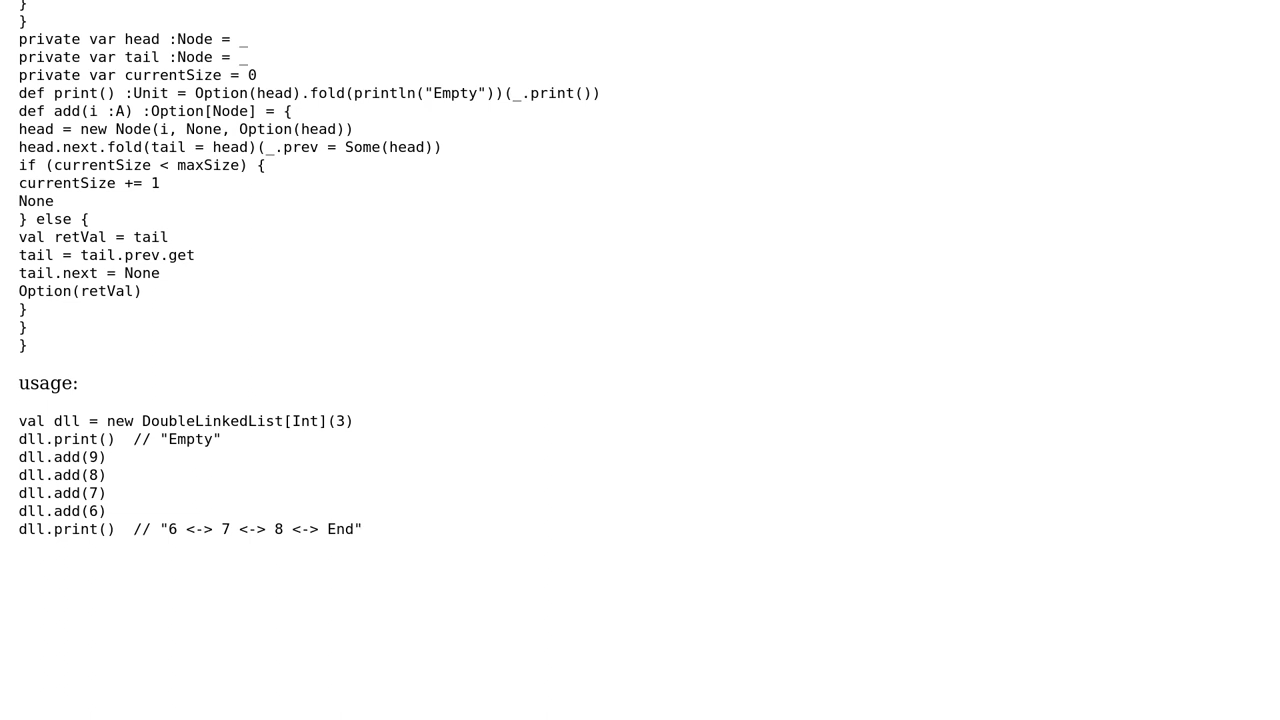 }
}
private var head :Node = _
private var tail :Node = _
private var currentSize = 0
def print() :Unit = Option(head).fold(println("Empty"))(_.print())
def add(i :A) :Option[Node] = {
head = new Node(i, None, Option(head))
head.next.fold(tail = head)(_.prev = Some(head))
if (currentSize < maxSize) {
currentSize += 1
None
} else {
val retVal = tail
tail = tail.prev.get
tail.next = None
Option(retVal)
}
}
}
usage:
val dll = new DoubleLinkedList[Int](3)
dll.print()  // "Empty"
dll.add(9)
dll.add(8)
dll.add(7)
dll.add(6)
dll.print()  // "6 <-> 7 <-> 8 <-> End"